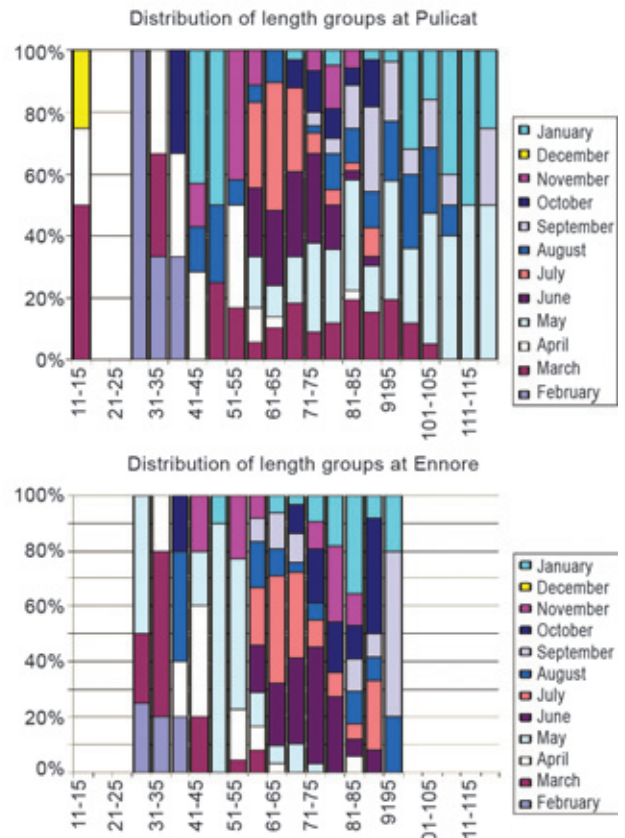 Distribution of length groups at Pulicat
100%
80%
60%
40%
20%
0%
11-15
21-25
31-35
41-45
51-55
61-65
71-75
81-85
9195
101-105
111-115
January
December
November
October
September
August
July
June
May
April
March
February
Distribution of length groups at Ennore
100%
80%
60%
40%
20%
0%
11-15
21-25
31-35
41-45
51-55
61-65
71-75
81-85
9195
01-105
11-115
January
December
November
October
September
August
July
June
May
April
March
February